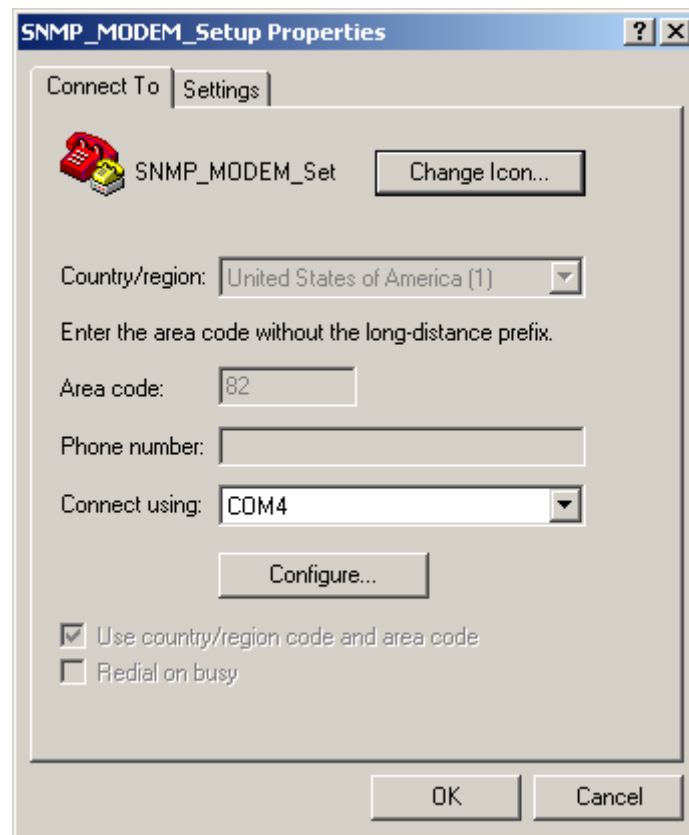 SNMP_MODEM_Setup Properties
Connect To Settings
SNMP_MODEM_Set Change Icon...
Country/region: United States of America (1)
Enter the area code without the long-distance prefix.
Area code: 82
Phone number:
Connect using: COM4
Configure...
Use country/region code and area code
Redial on busy
OK Cancel